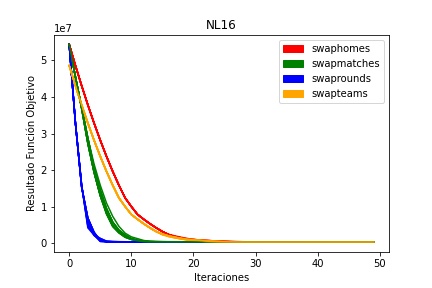 NL16
1e7
swaphomes
swapmatches
swaprounds
swapteams
Resultado Función Objetivo
5
4
3
2
1
0
0 10 20 30 40 50
Iteraciones